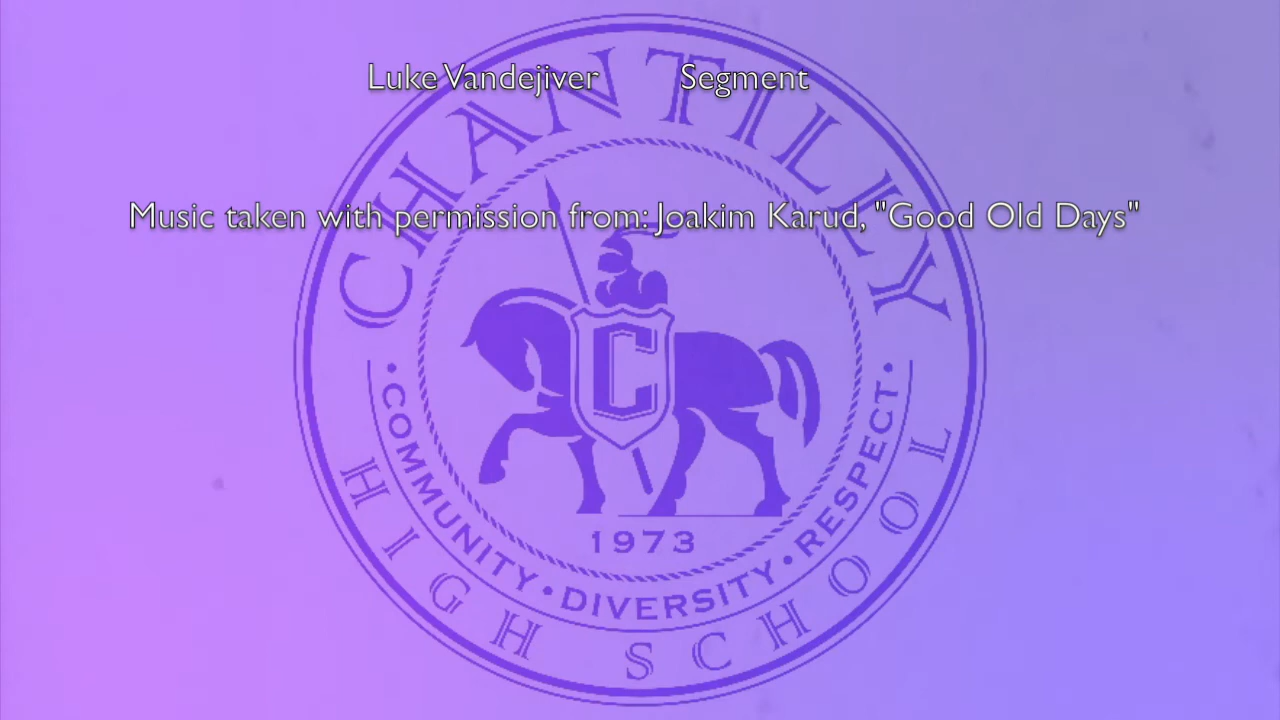 Luke Vandejiver Segment
Music taken with permission from: Joakim Karud, "Good Old Days"
CHANTILLY
C
1973
• COMMUNITY • DIVERSITY • RESPECT •
HIGH SCHOOL